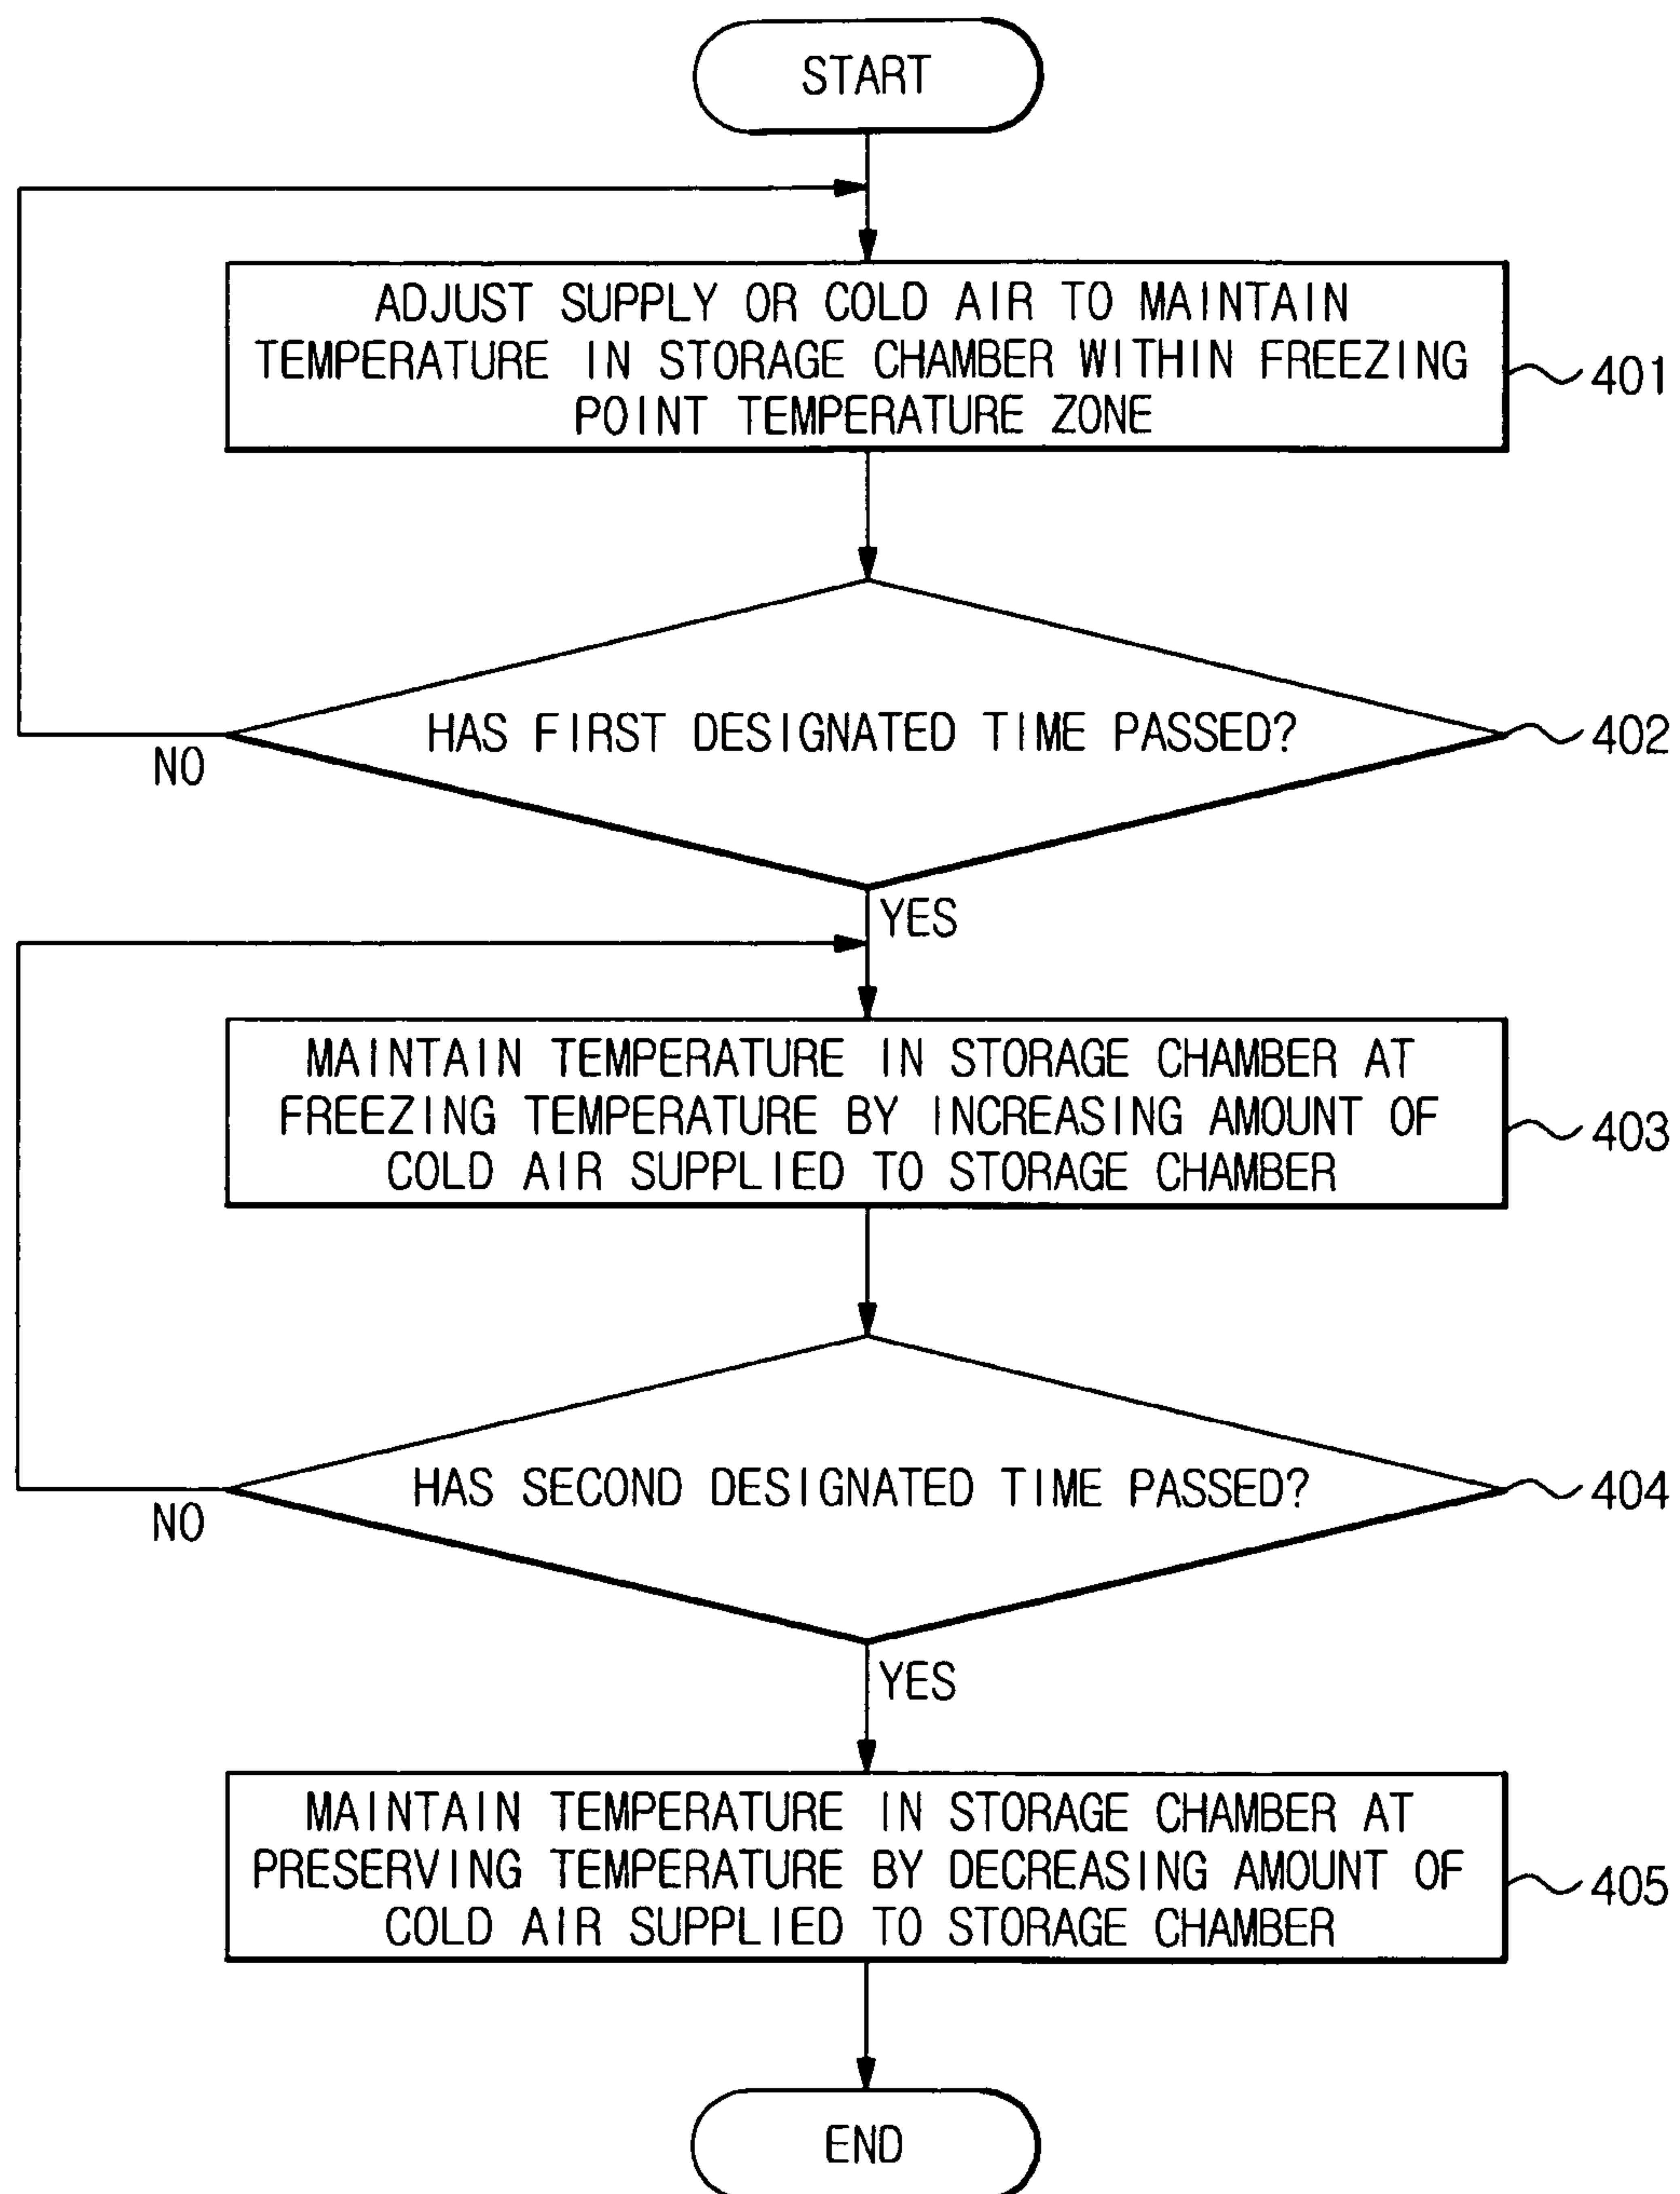 START
ADJUST SUPPLY OR COLD AIR TO MAINTAIN
TEMPERATURE IN STORAGE CHAMBER WITHIN FREEZING
POINT TEMPERATURE ZONE
401
HAS FIRST DESIGNATED TIME PASSED?
402
NO
YES
MAINTAIN TEMPERATURE IN STORAGE CHAMBER AT
FREEZING TEMPERATURE BY INCREASING AMOUNT OF
COLD AIR SUPPLIED TO STORAGE CHAMBER
403
HAS SECOND DESIGNATED TIME PASSED?
404
NO
YES
MAINTAIN TEMPERATURE IN STORAGE CHAMBER AT
PRESERVING TEMPERATURE BY DECREASING AMOUNT OF
COLD AIR SUPPLIED TO STORAGE CHAMBER
405
END